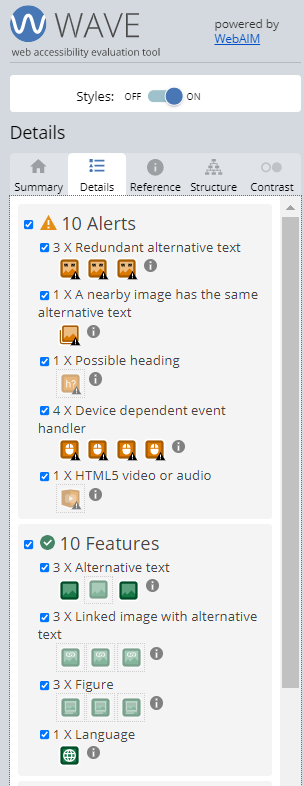 WAVE
powered by
WebAIM
web accessibility evaluation tool
Styles: OFF ON
Details
Summary Details Reference Structure Contrast
10 Alerts
3 X Redundant alternative text
1 X A nearby image has the same
alternative text
1 X Possible heading
h?
4 X Device dependent event
handler
1 X HTML5 video or audio
10 Features
3 X Alternative text
3 X Linked image with alternative
text
3 X Figure
1 X Language